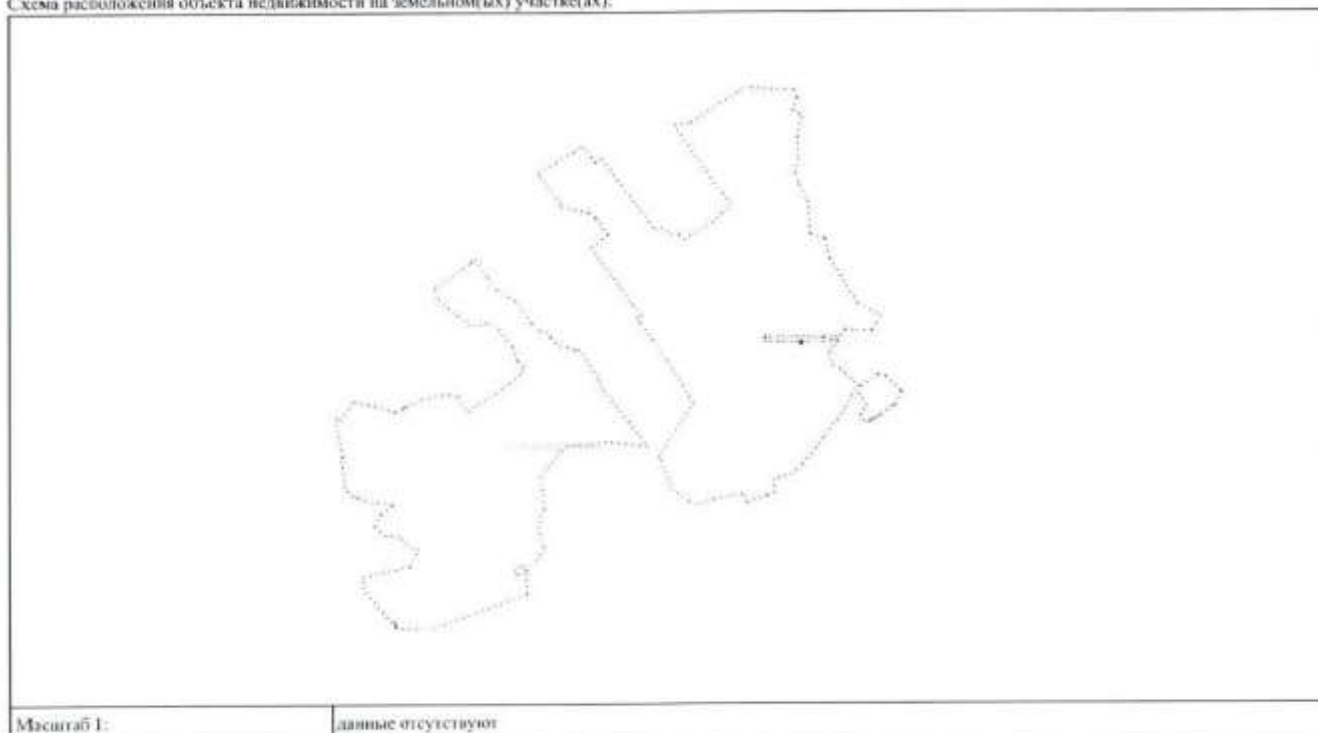 Схема расположения объекта недвижимости на земельном(ых) участке(ах):
Масштаб 1:
данные отсутствуют